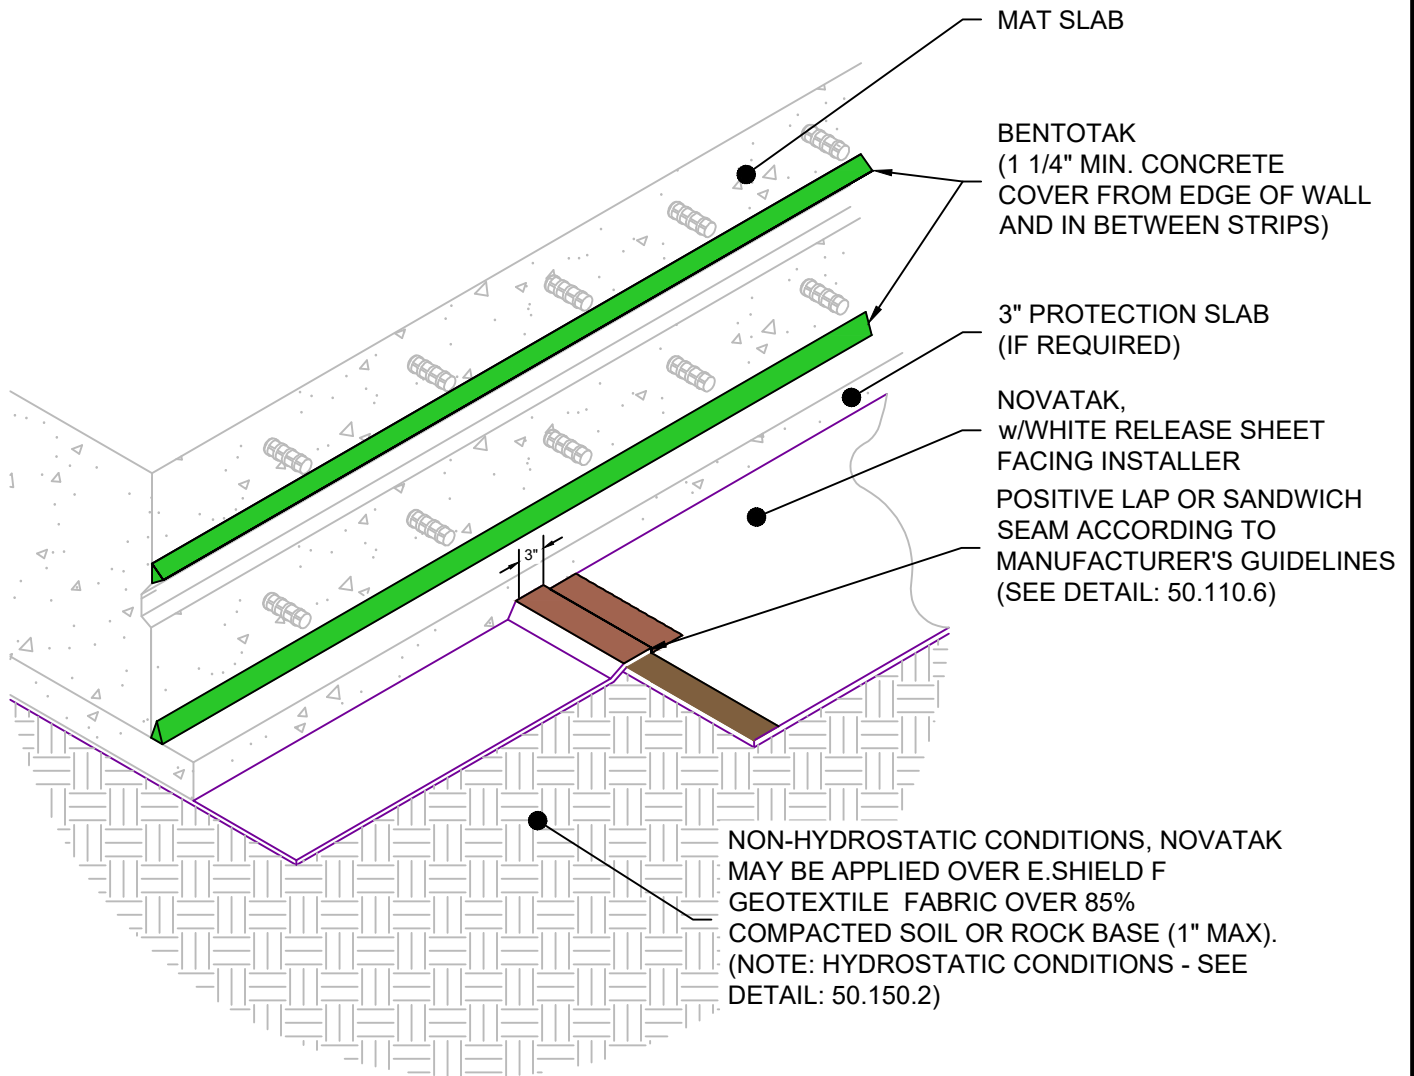 MAT SLAB
BENTOTAK
(1 1/4" MIN. CONCRETE
COVER FROM EDGE OF WALL
AND IN BETWEEN STRIPS)
3" PROTECTION SLAB
(IF REQUIRED)
NOVATAK,
w/WHITE RELEASE SHEET
FACING INSTALLER
POSITIVE LAP OR SANDWICH
SEAM ACCORDING TO
MANUFACTURER'S GUIDELINES
(SEE DETAIL: 50.110.6)
3"
NON-HYDROSTATIC CONDITIONS, NOVATAK
MAY BE APPLIED OVER E.SHIELD F
GEOTEXTILE  FABRIC OVER 85%
COMPACTED SOIL OR ROCK BASE (1" MAX).
(NOTE: HYDROSTATIC CONDITIONS - SEE
DETAIL: 50.150.2)